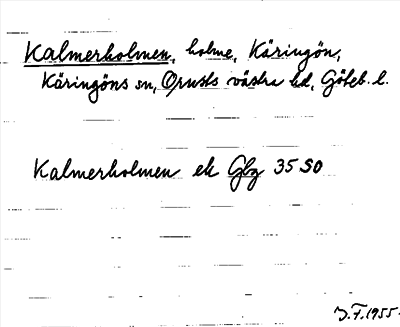 Kalmerholmen, holme, Käringön,
Käringöns sn, Orusts västra hd, Göteb. l.
Kalmerholmen ek Gbg 35 SO
J.F. 1955.